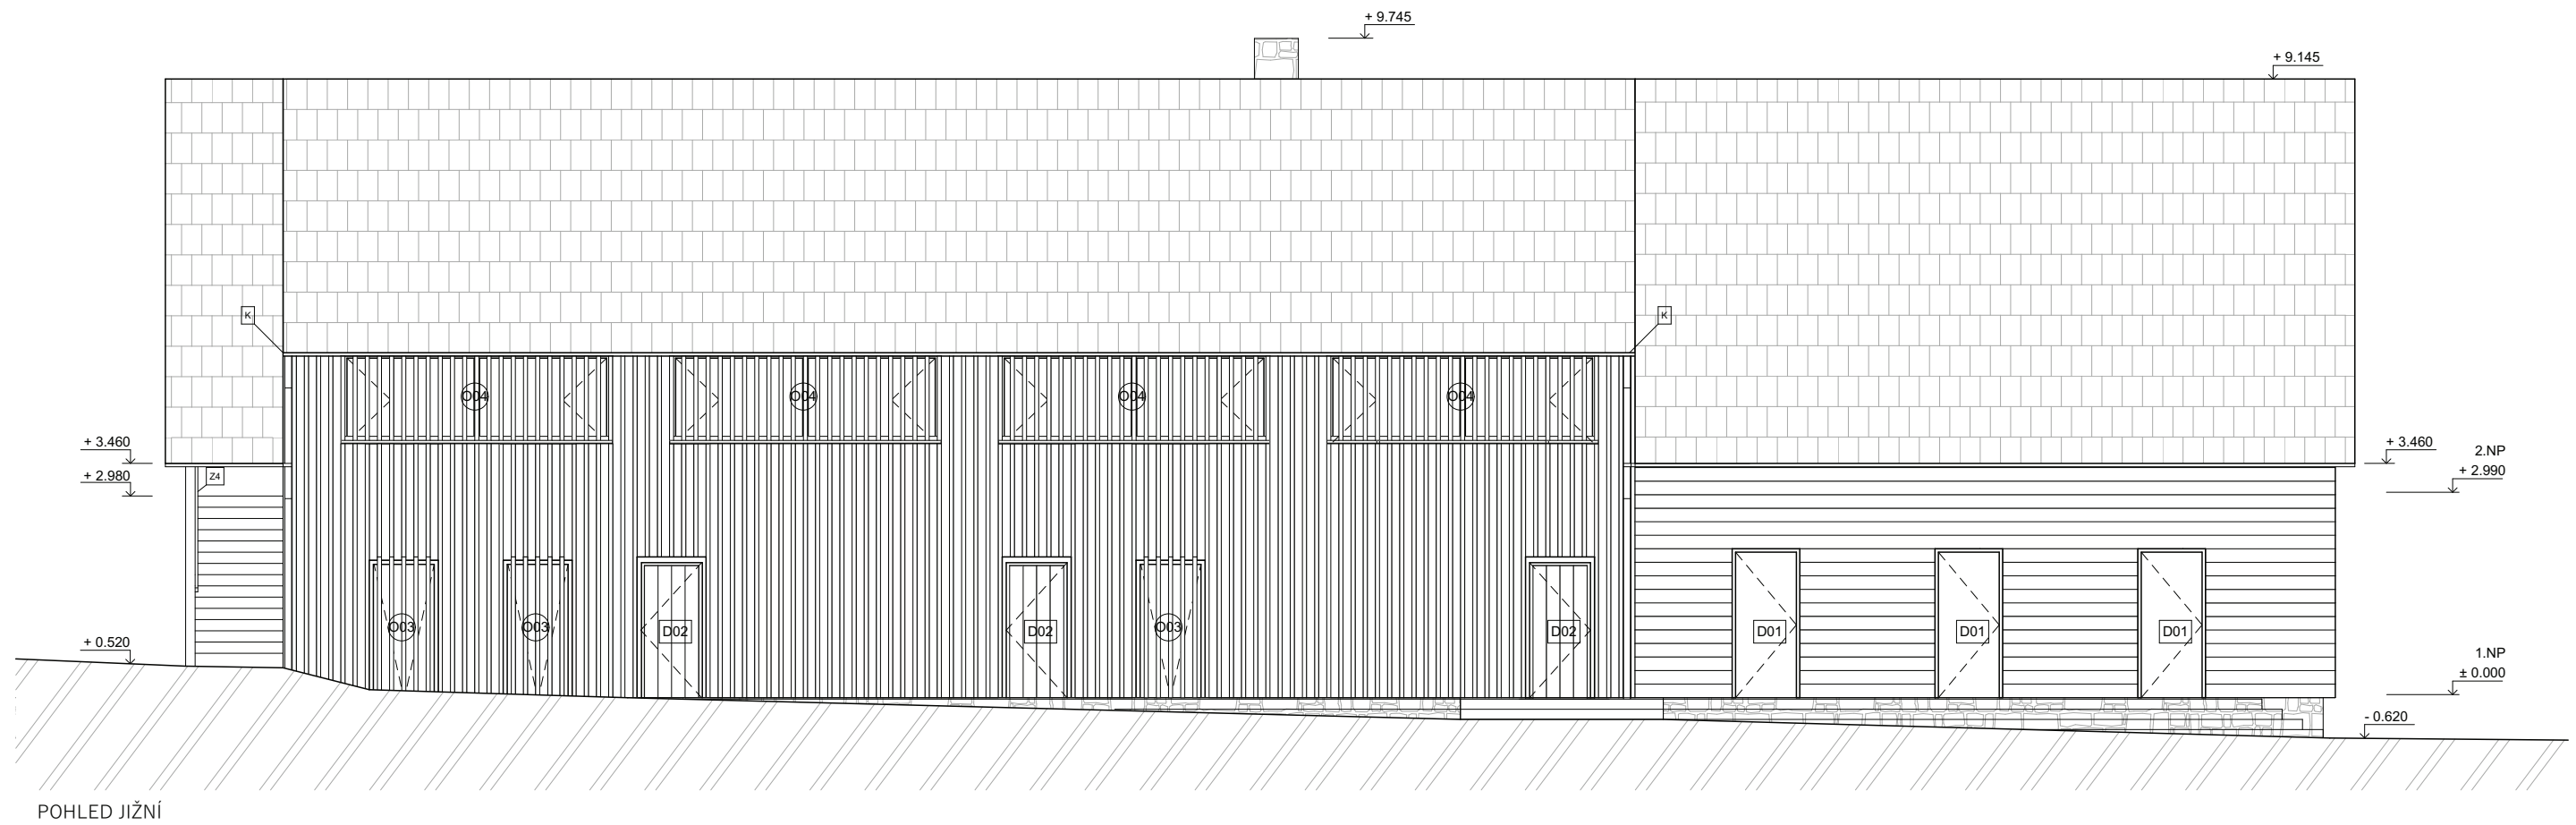 + 9.745
+ 9.145
K
K
O04
O04
O04
O04
+ 3.460
+ 2.980
Z4
+ 3.460
2.NP
+ 2.990
O03
O03
D02
D02
O03
D02
D01
D01
D01
+ 0.520
1.NP
± 0.000
- 0.620
POHLED JIŽNÍ